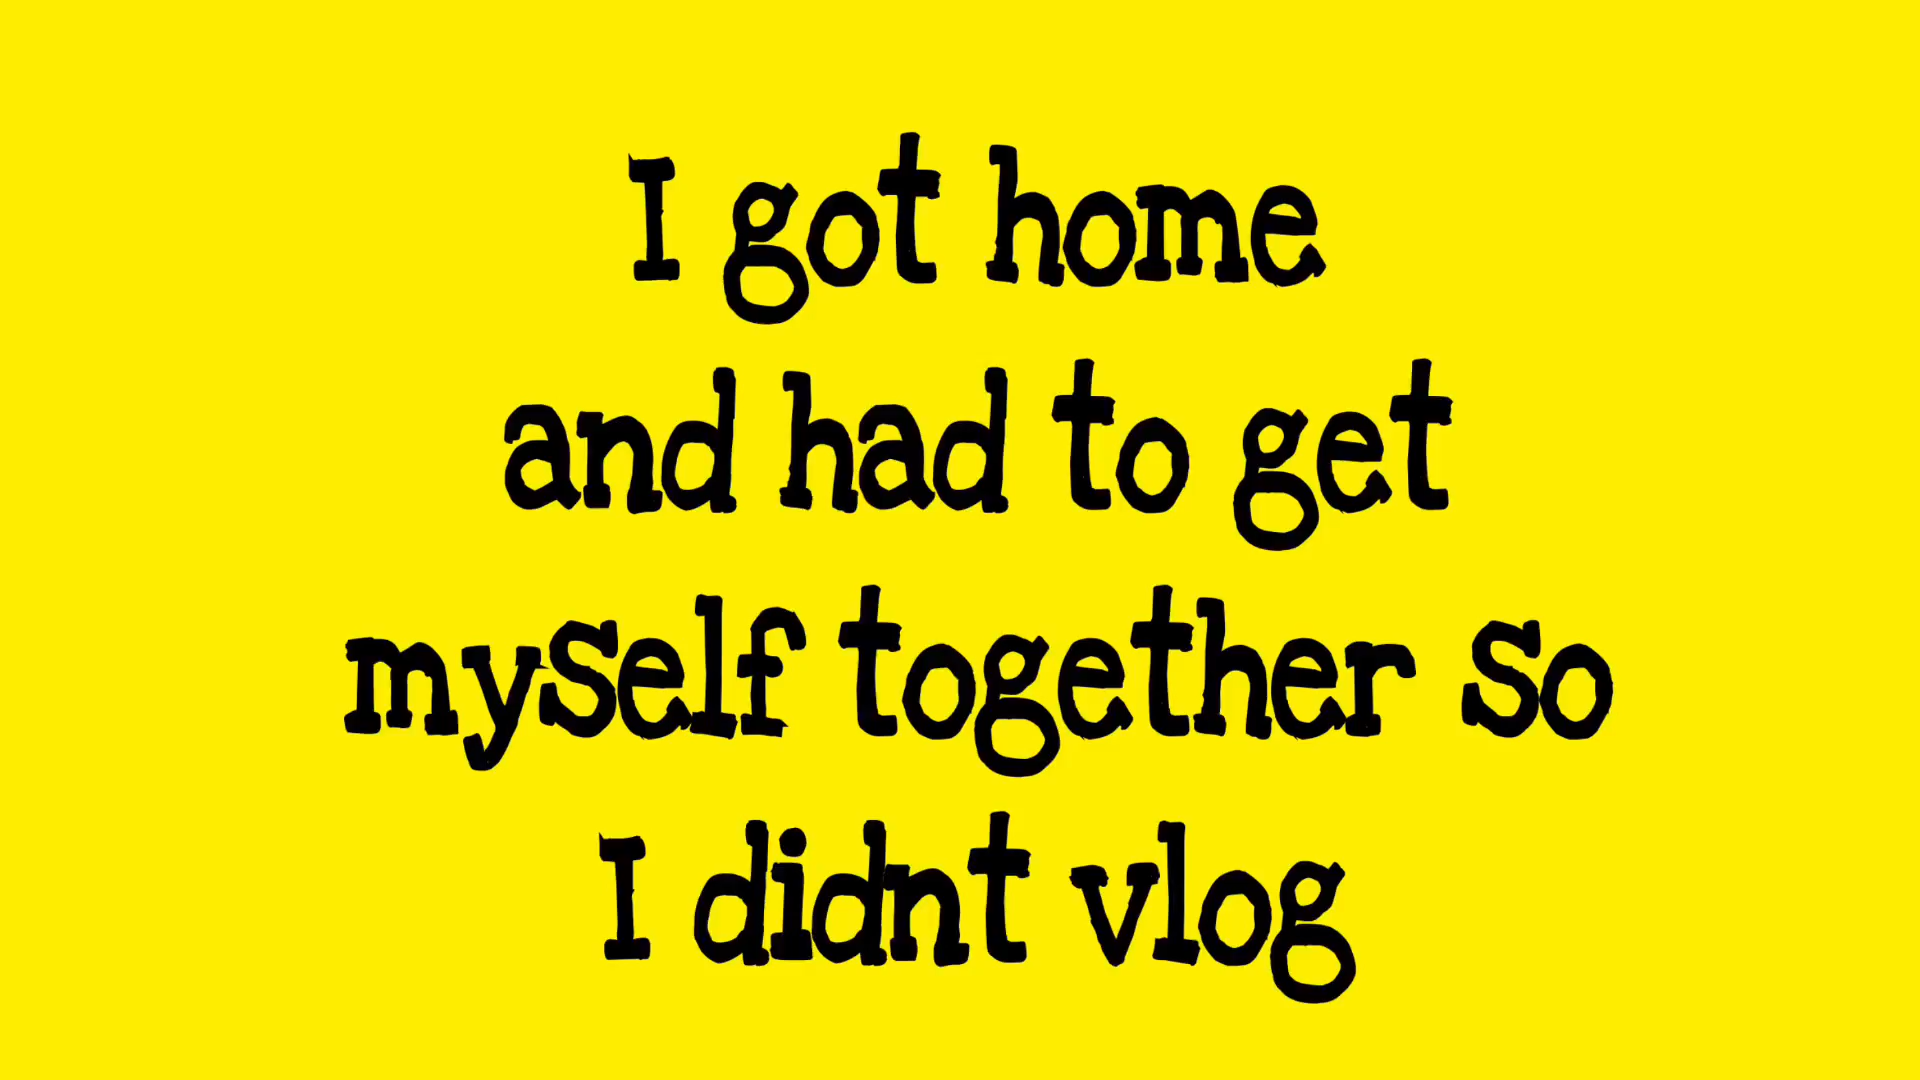 I got home
and had to get
myself together so
I didnt vlog